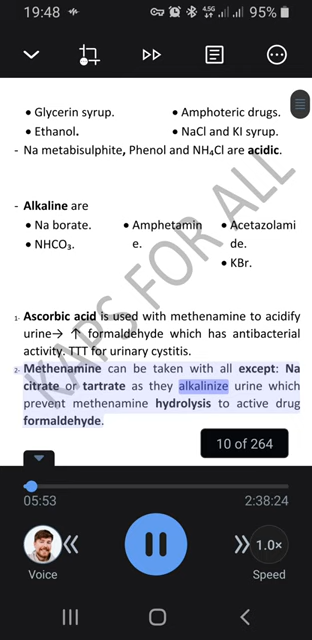 19:48
4.5G
95%
• Glycerin syrup.
• Amphoteric drugs.
• Ethanol.
• NaCl and KI syrup.
- Na metabisulphite, Phenol and NH₄Cl are acidic.
- Alkaline are
• Na borate.
• Amphetamin
e.
• Acetazolami
de.
• NHCO₃.
• KBr.
1- Ascorbic acid is used with methenamine to acidify
urine→ ↑ formaldehyde which has antibacterial
activity. TTT for urinary cystitis.
2- Methenamine can be taken with all except: Na
citrate or tartrate as they alkalinize urine which
prevent methenamine hydrolysis to active drug
formaldehyde.
KAPS FOR ALL
10 of 264
05:53
2:38:24
1.0×
Voice
Speed